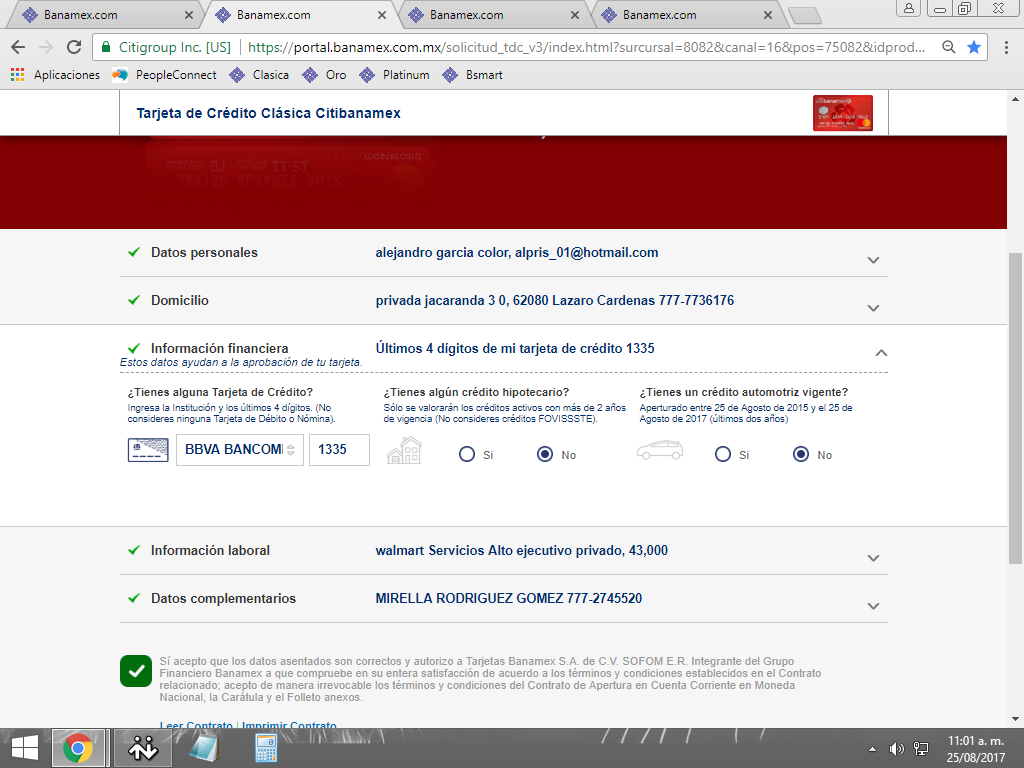 Banamex.com
Banamex.com
Banamex.com
Banamex.com
Citigroup Inc. [US]
https://portal.banamex.com.mx/solicitud_tdc_v3/index.html?surcursal=8082&canal=16&pos=75082&idprod...
Aplicaciones
PeopleConnect
Clasica
Oro
Platinum
Bsmart
Tarjeta de Crédito Clásica Citibanamex
Datos personales
alejandro garcia color, alpris_01@hotmail.com
Domicilio
privada jacaranda 3 0, 62080 Lazaro Cardenas 777-7736176
Información financiera
Últimos 4 dígitos de mi tarjeta de crédito 1335
Estos datos ayudan a la aprobación de tu tarjeta.
¿Tienes alguna Tarjeta de Crédito?
Ingresa la Institución y los últimos 4 dígitos. (No
consideres ninguna Tarjeta de Débito o Nómina).
BBVA BANCOM
1335
¿Tienes algún crédito hipotecario?
Sólo se valorarán los créditos activos con más de 2 años
de vigencia (No consideres créditos FOVISSSTE).
Si
No
¿Tienes un crédito automotriz vigente?
Aperturado entre 25 de Agosto de 2015 y el 25 de
Agosto de 2017 (últimos dos años)
Si
No
Información laboral
walmart Servicios Alto ejecutivo privado, 43,000
Datos complementarios
MIRELLA RODRIGUEZ GOMEZ 777-2745520
Sí acepto que los datos asentados son correctos y autorizo a Tarjetas Banamex S.A. de C.V. SOFOM E.R. Integrante del Grupo
Financiero Banamex a que compruebe en su entera satisfacción de acuerdo a los términos y condiciones establecidos en el Contrato
relacionado; acepto de manera irrevocable los términos y condiciones del Contrato de Apertura en Cuenta Corriente en Moneda
Nacional, la Carátula y el Folleto anexos.
Leer Contrato | Imprimir Contrato
11:01 a. m.
25/08/2017